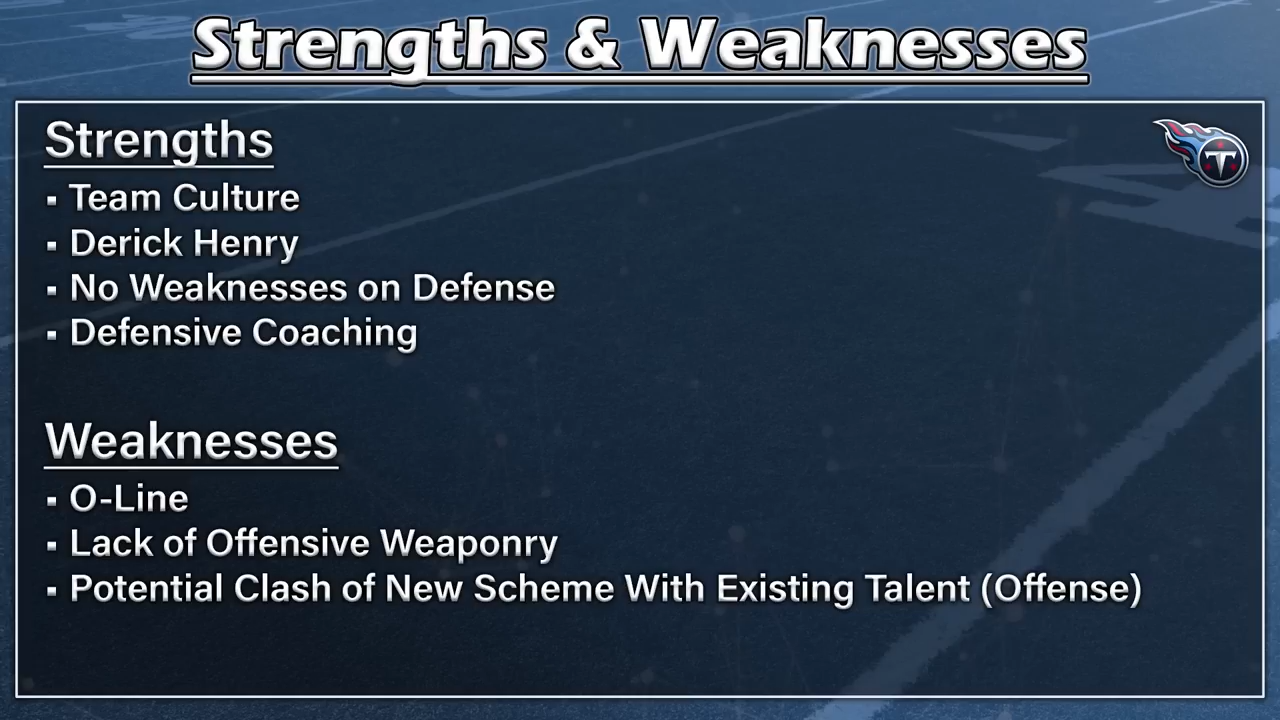 Strengths & Weaknesses
Strengths
▪ Team Culture
▪ Derick Henry
▪ No Weaknesses on Defense
▪ Defensive Coaching
Weaknesses
▪ O-Line
▪ Lack of Offensive Weaponry
▪ Potential Clash of New Scheme With Existing Talent (Offense)